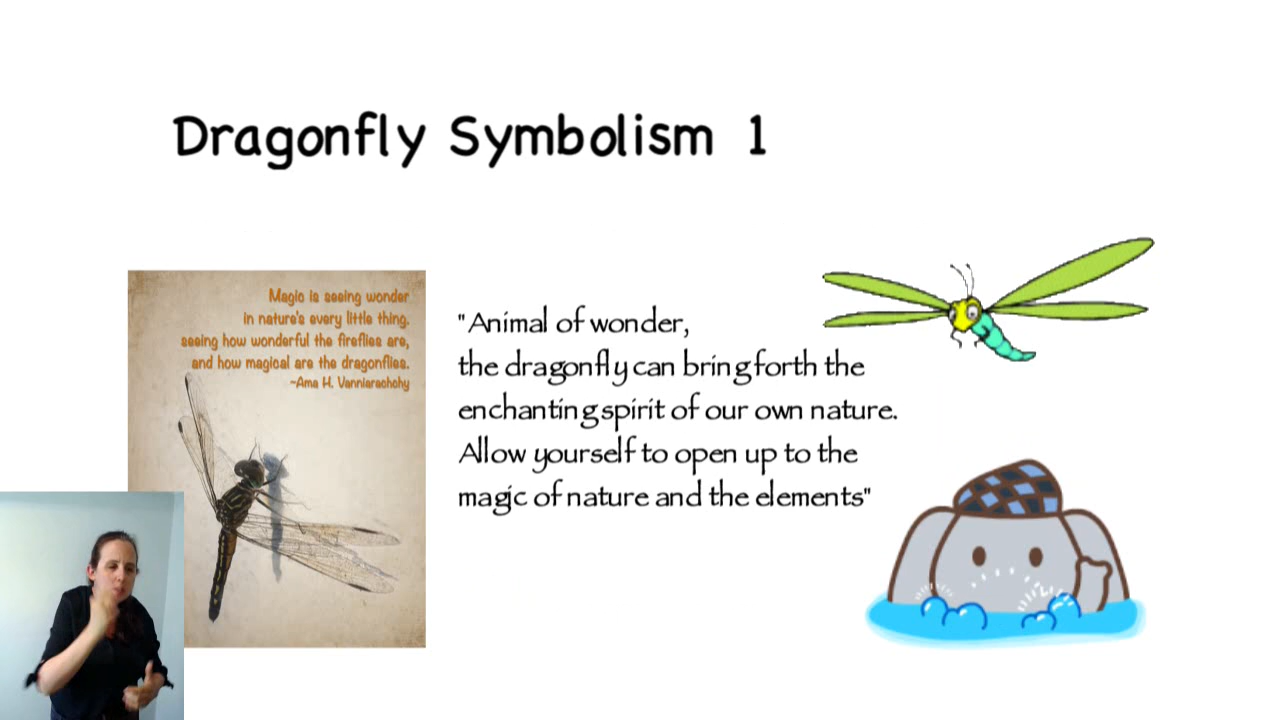 Dragonfly Symbolism 1
Magic is seeing wonder
in nature's every little thing.
seeing how wonderful the fireflies are,
and how magical are the dragonflies.
~Ama H. Vanniarachchy
"Animal of wonder,
the dragonfly can bring forth the
enchanting spirit of our own nature.
Allow yourself to open up to the
magic of nature and the elements"